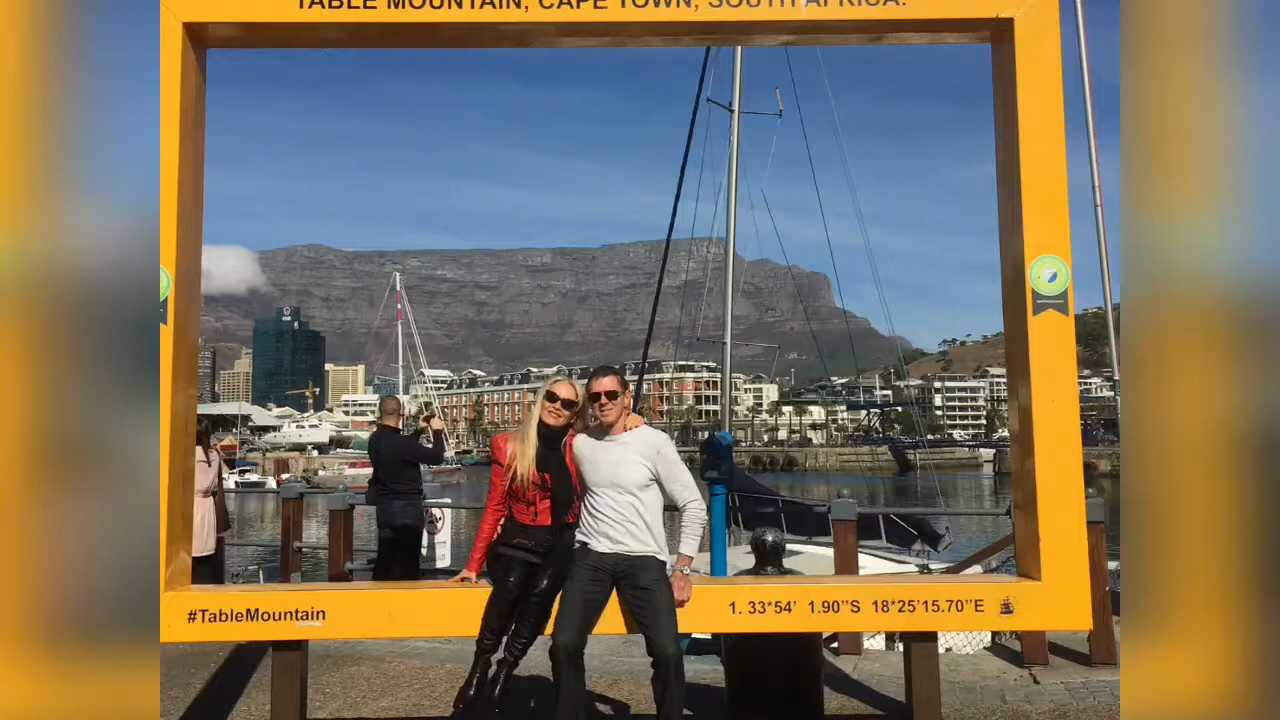 TABLE MOUNTAIN, CAPE TOWN, SOUTH AFRICA.
#TableMountain
1. 33*54' 1.90"S 18*25'15.70"E